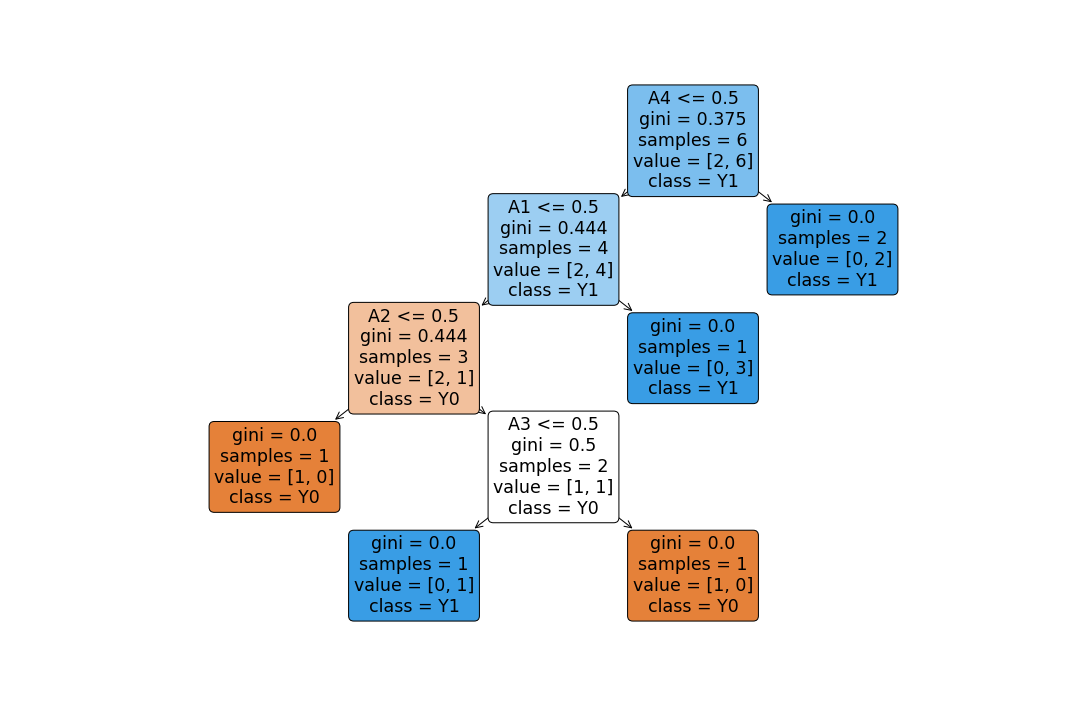 A4 <= 0.5
gini = 0.375
samples = 6
value = [2, 6]
class = Y1
A1 <= 0.5
gini = 0.444
samples = 4
value = [2, 4]
class = Y1
gini = 0.0
samples = 2
value = [0, 2]
class = Y1
A2 <= 0.5
gini = 0.444
samples = 3
value = [2, 1]
class = Y0
gini = 0.0
samples = 1
value = [0, 3]
class = Y1
gini = 0.0
samples = 1
value = [1, 0]
class = Y0
A3 <= 0.5
gini = 0.5
samples = 2
value = [1, 1]
class = Y0
gini = 0.0
samples = 1
value = [0, 1]
class = Y1
gini = 0.0
samples = 1
value = [1, 0]
class = Y0